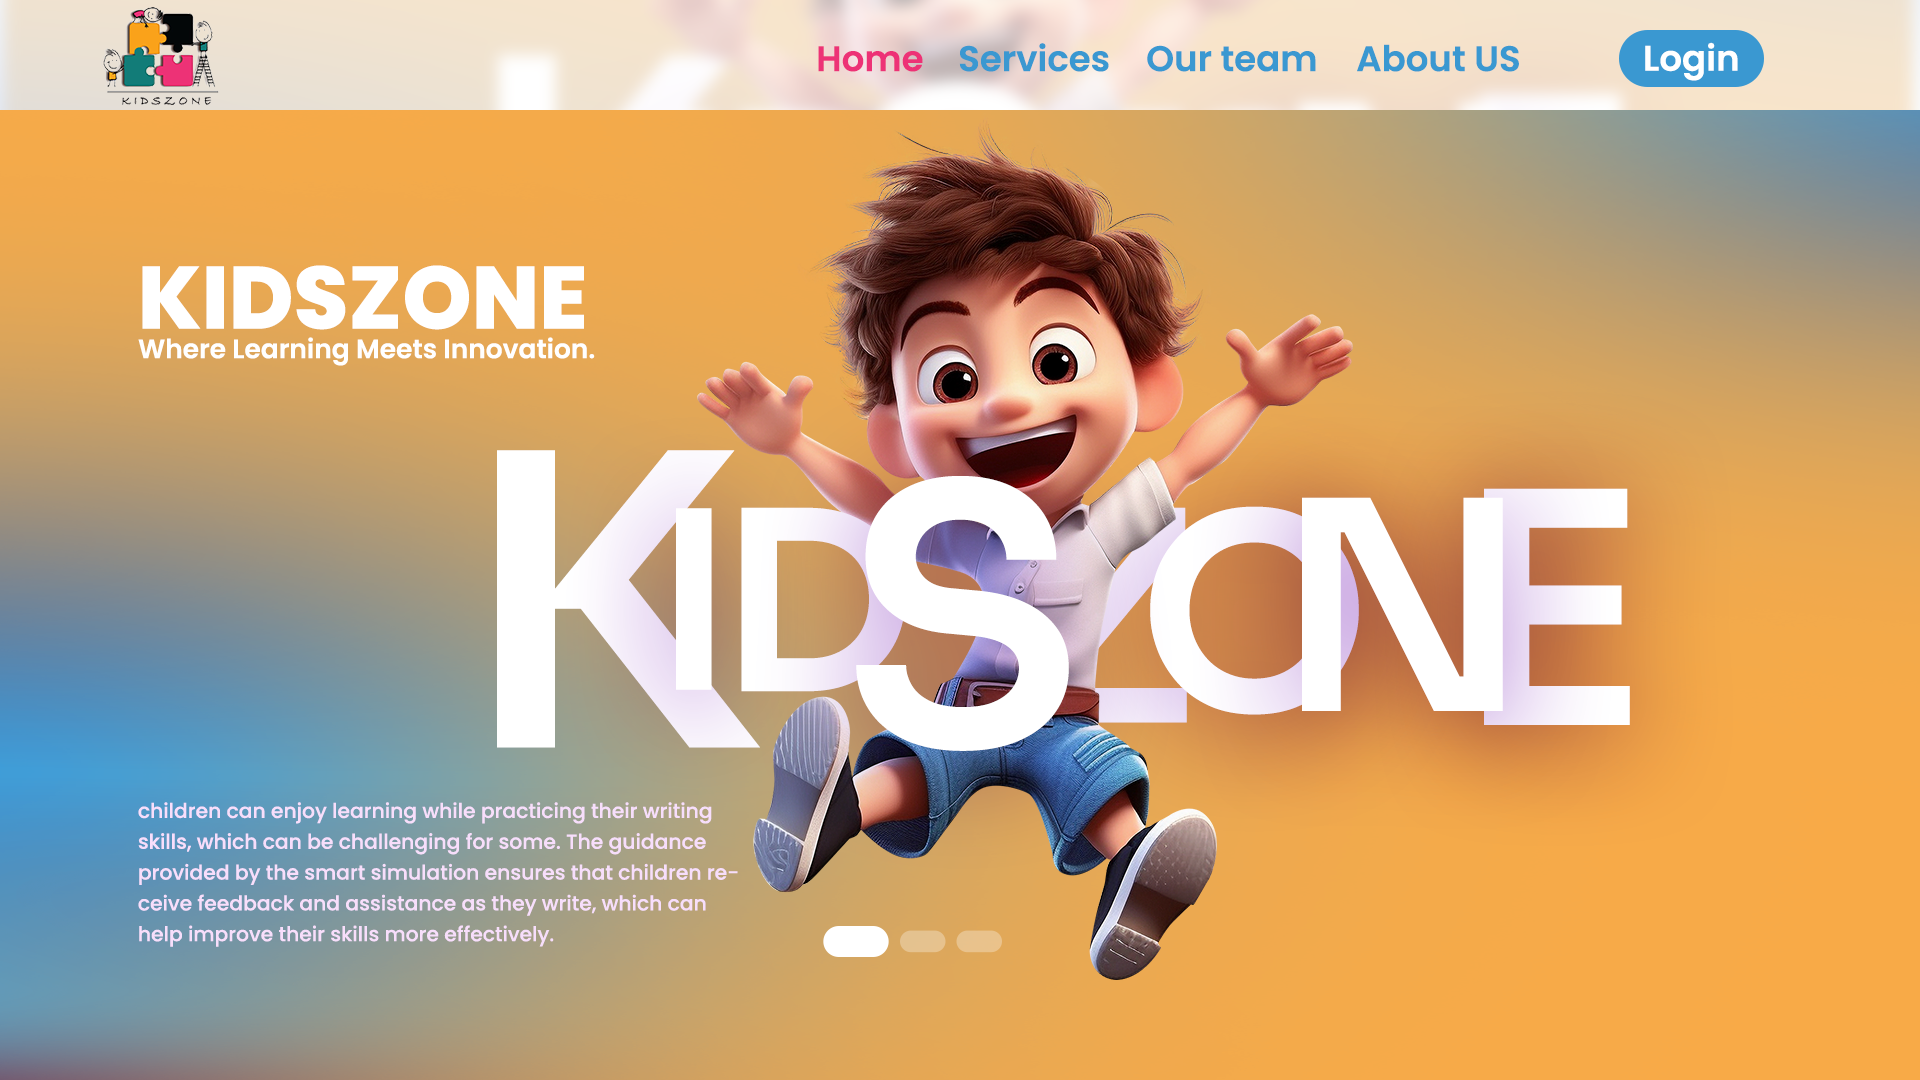 KIDSZONE
Home Services Our team About US Login
KIDSZONE
Where Learning Meets Innovation.
KIDSZONE
children can enjoy learning while practicing their writing
skills, which can be challenging for some. The guidance
provided by the smart simulation ensures that children re-
ceive feedback and assistance as they write, which can
help improve their skills more effectively.